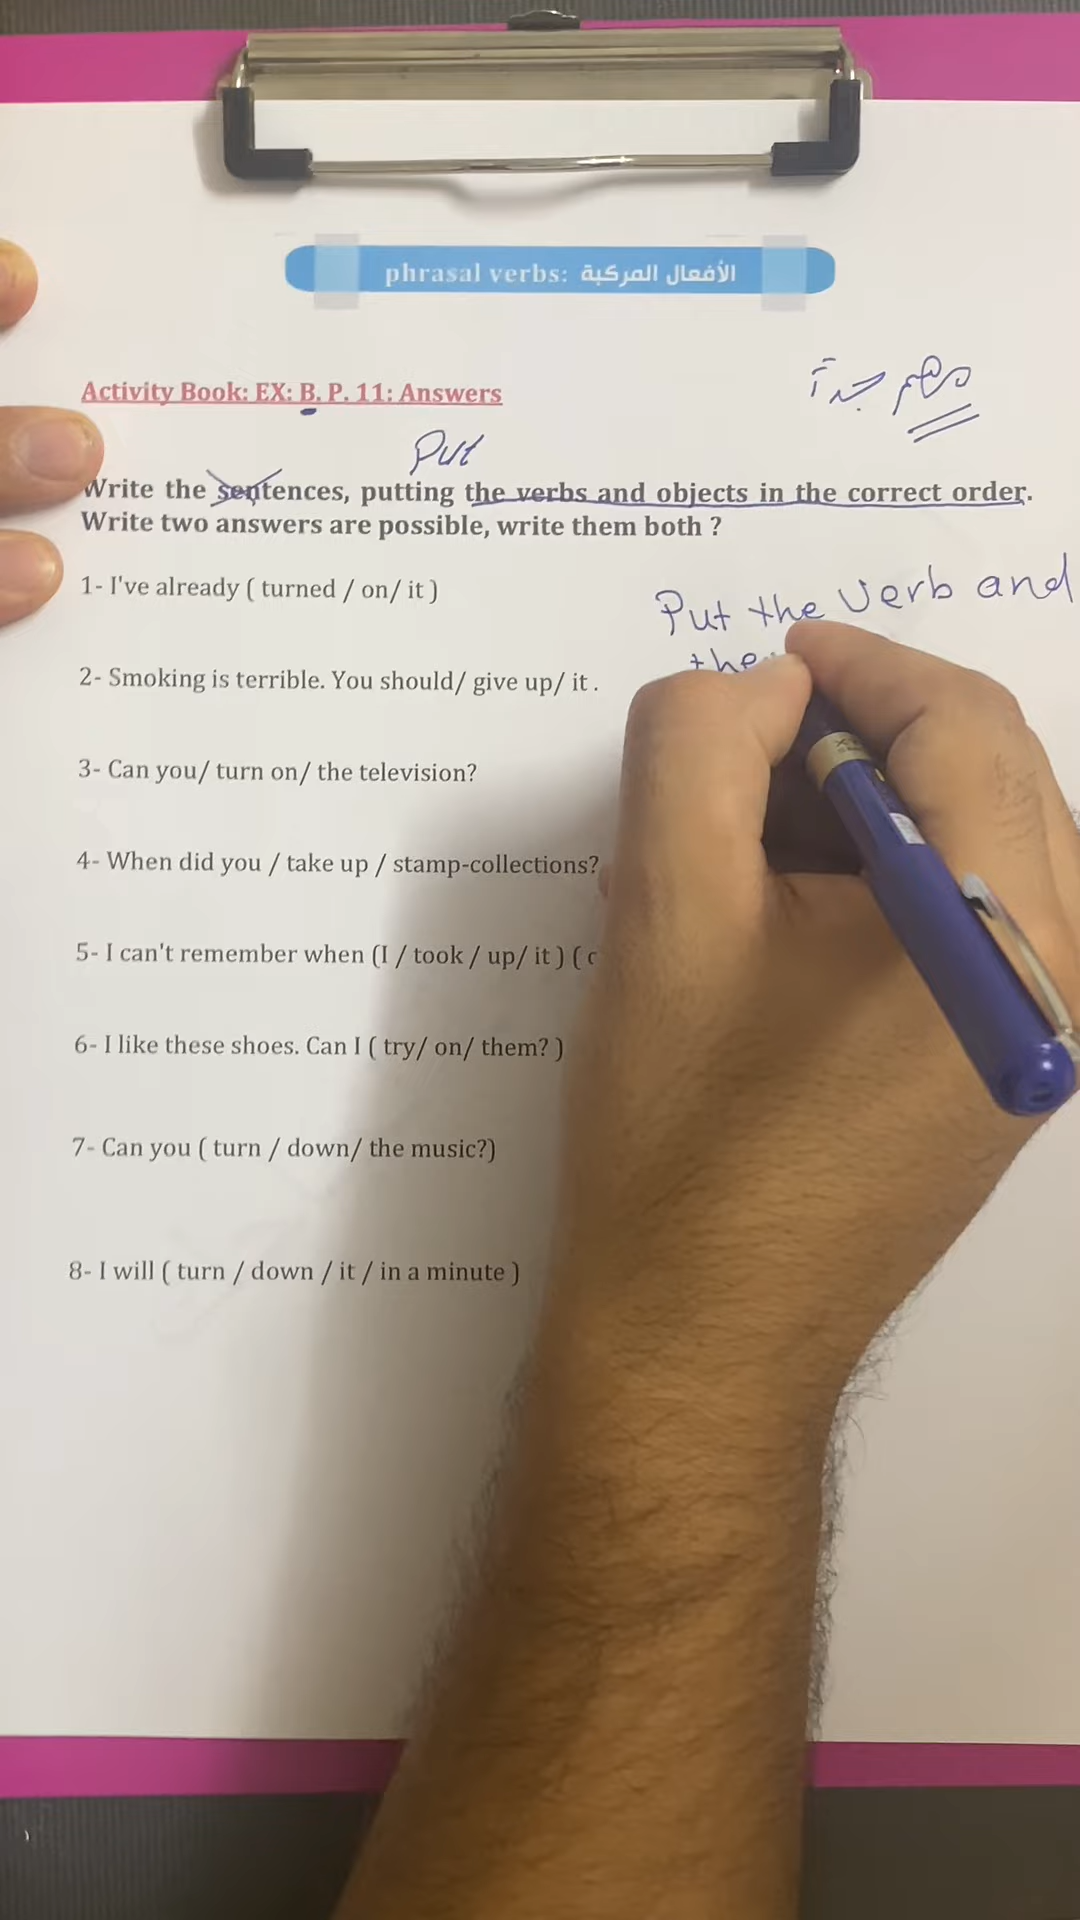 phrasal verbs: الأفعال المركبة
Activity Book: EX: B. P. 11: Answers
مهم جداً
Put
Write the sentences, putting the verbs and objects in the correct order.
Write two answers are possible, write them both ?
1- I've already ( turned / on/ it )
Put the verb and
the
2- Smoking is terrible. You should/ give up/ it .
3- Can you/ turn on/ the television?
4- When did you / take up / stamp-collections?
5- I can't remember when (I / took / up/ it ) (
6- I like these shoes. Can I ( try/ on/ them? )
7- Can you ( turn / down/ the music?)
8- I will ( turn / down / it / in a minute )